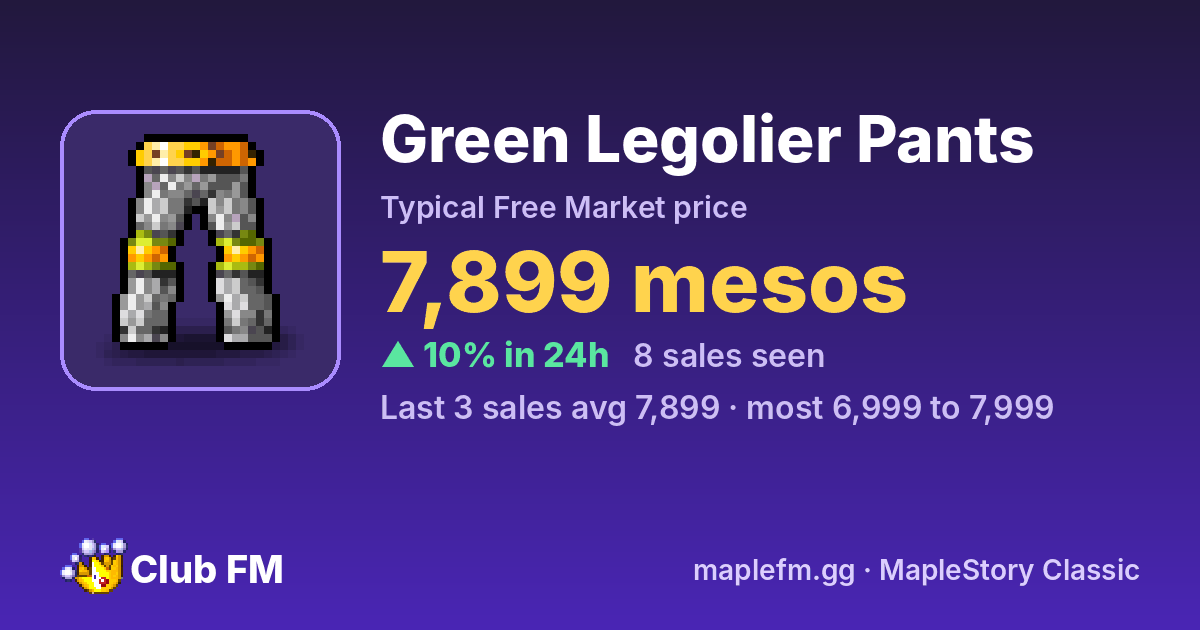 Green Legolier Pants
Typical Free Market price
7,899 mesos
▲ 10% in 24h 8 sales seen
Last 3 sales avg 7,899 · most 6,999 to 7,999
Club FM
maplefm.gg · MapleStory Classic